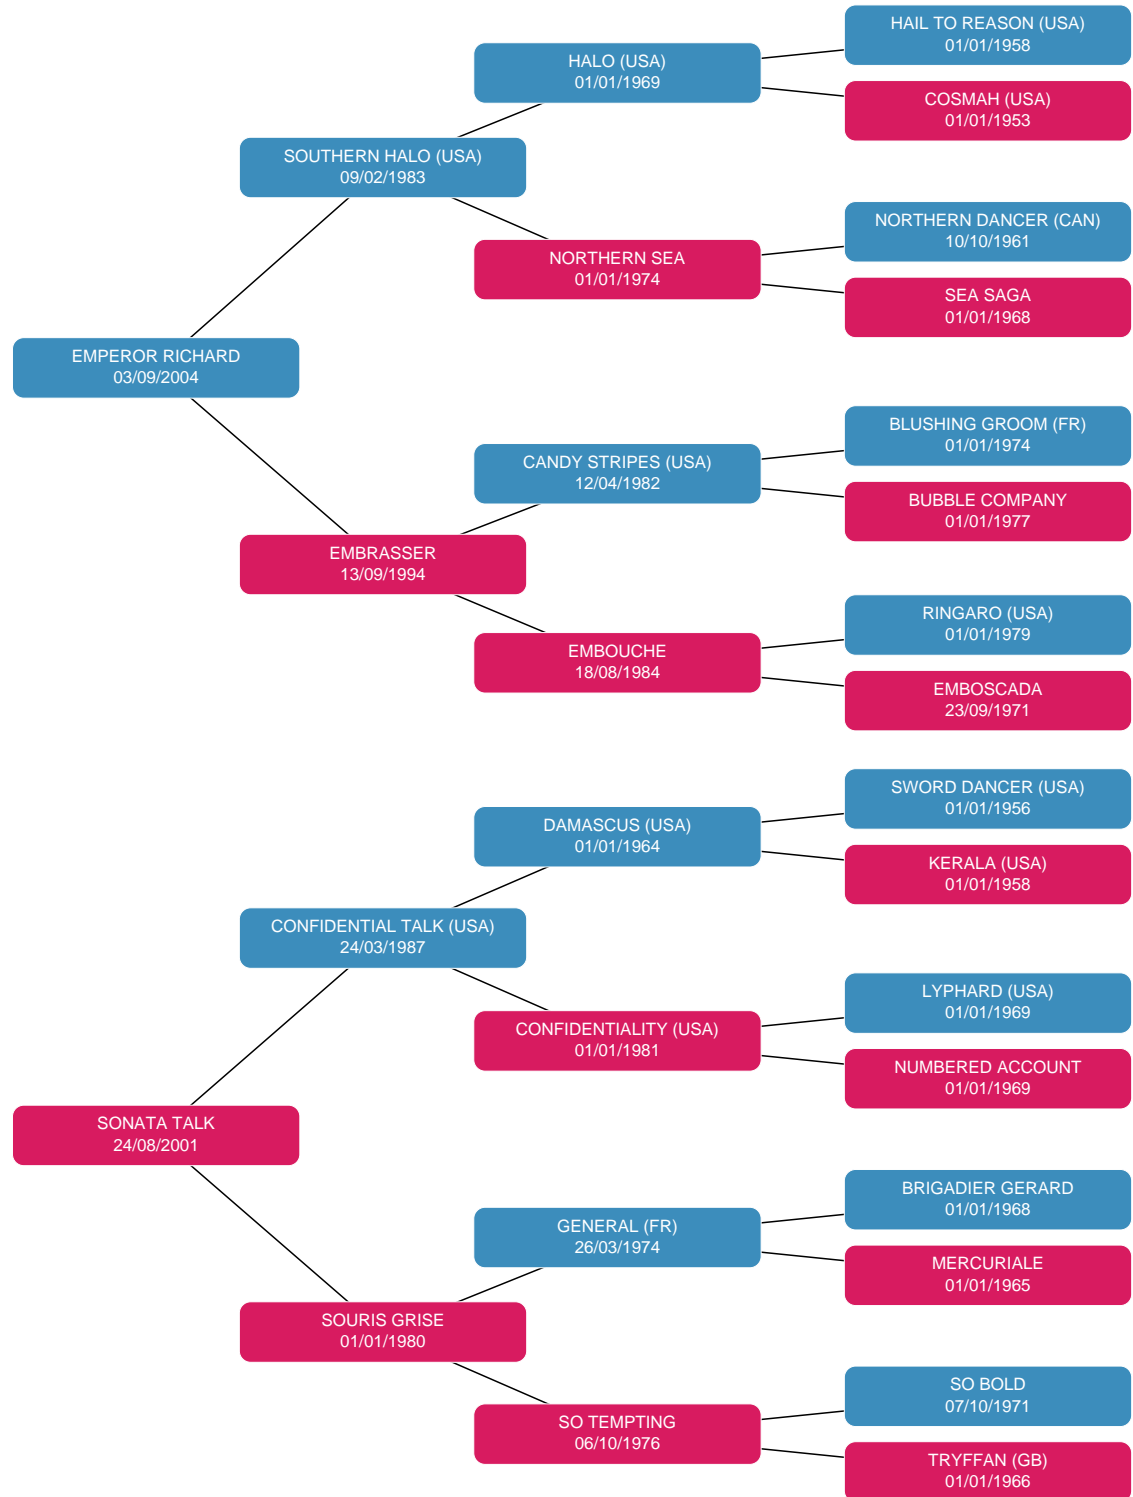 HAIL TO REASON (USA)
01/01/1958
HALO (USA)
01/01/1969
COSMAH (USA)
01/01/1953
SOUTHERN HALO (USA)
09/02/1983
NORTHERN DANCER (CAN)
10/10/1961
NORTHERN SEA
01/01/1974
SEA SAGA
01/01/1968
EMPEROR RICHARD
03/09/2004
BLUSHING GROOM (FR)
01/01/1974
CANDY STRIPES (USA)
12/04/1982
BUBBLE COMPANY
01/01/1977
EMBRASSER
13/09/1994
RINGARO (USA)
01/01/1979
EMBOUCHE
18/08/1984
EMBOSCADA
23/09/1971
SWORD DANCER (USA)
01/01/1956
DAMASCUS (USA)
01/01/1964
KERALA (USA)
01/01/1958
CONFIDENTIAL TALK (USA)
24/03/1987
LYPHARD (USA)
01/01/1969
CONFIDENTIALITY (USA)
01/01/1981
NUMBERED ACCOUNT
01/01/1969
SONATA TALK
24/08/2001
BRIGADIER GERARD
01/01/1968
GENERAL (FR)
26/03/1974
MERCURIALE
01/01/1965
SOURIS GRISE
01/01/1980
SO BOLD
07/10/1971
SO TEMPTING
06/10/1976
TRYFFAN (GB)
01/01/1966